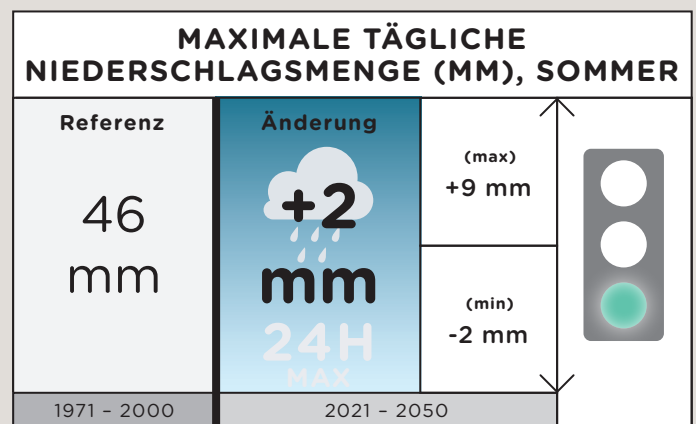 MAXIMALE TÄGLICHE
NIEDERSCHLAGSMENGE (MM), SOMMER
Referenz
46
mm
1971 – 2000
Änderung
+2
mm
24H
MAX
(max)
+9 mm
(min)
-2 mm
2021 – 2050